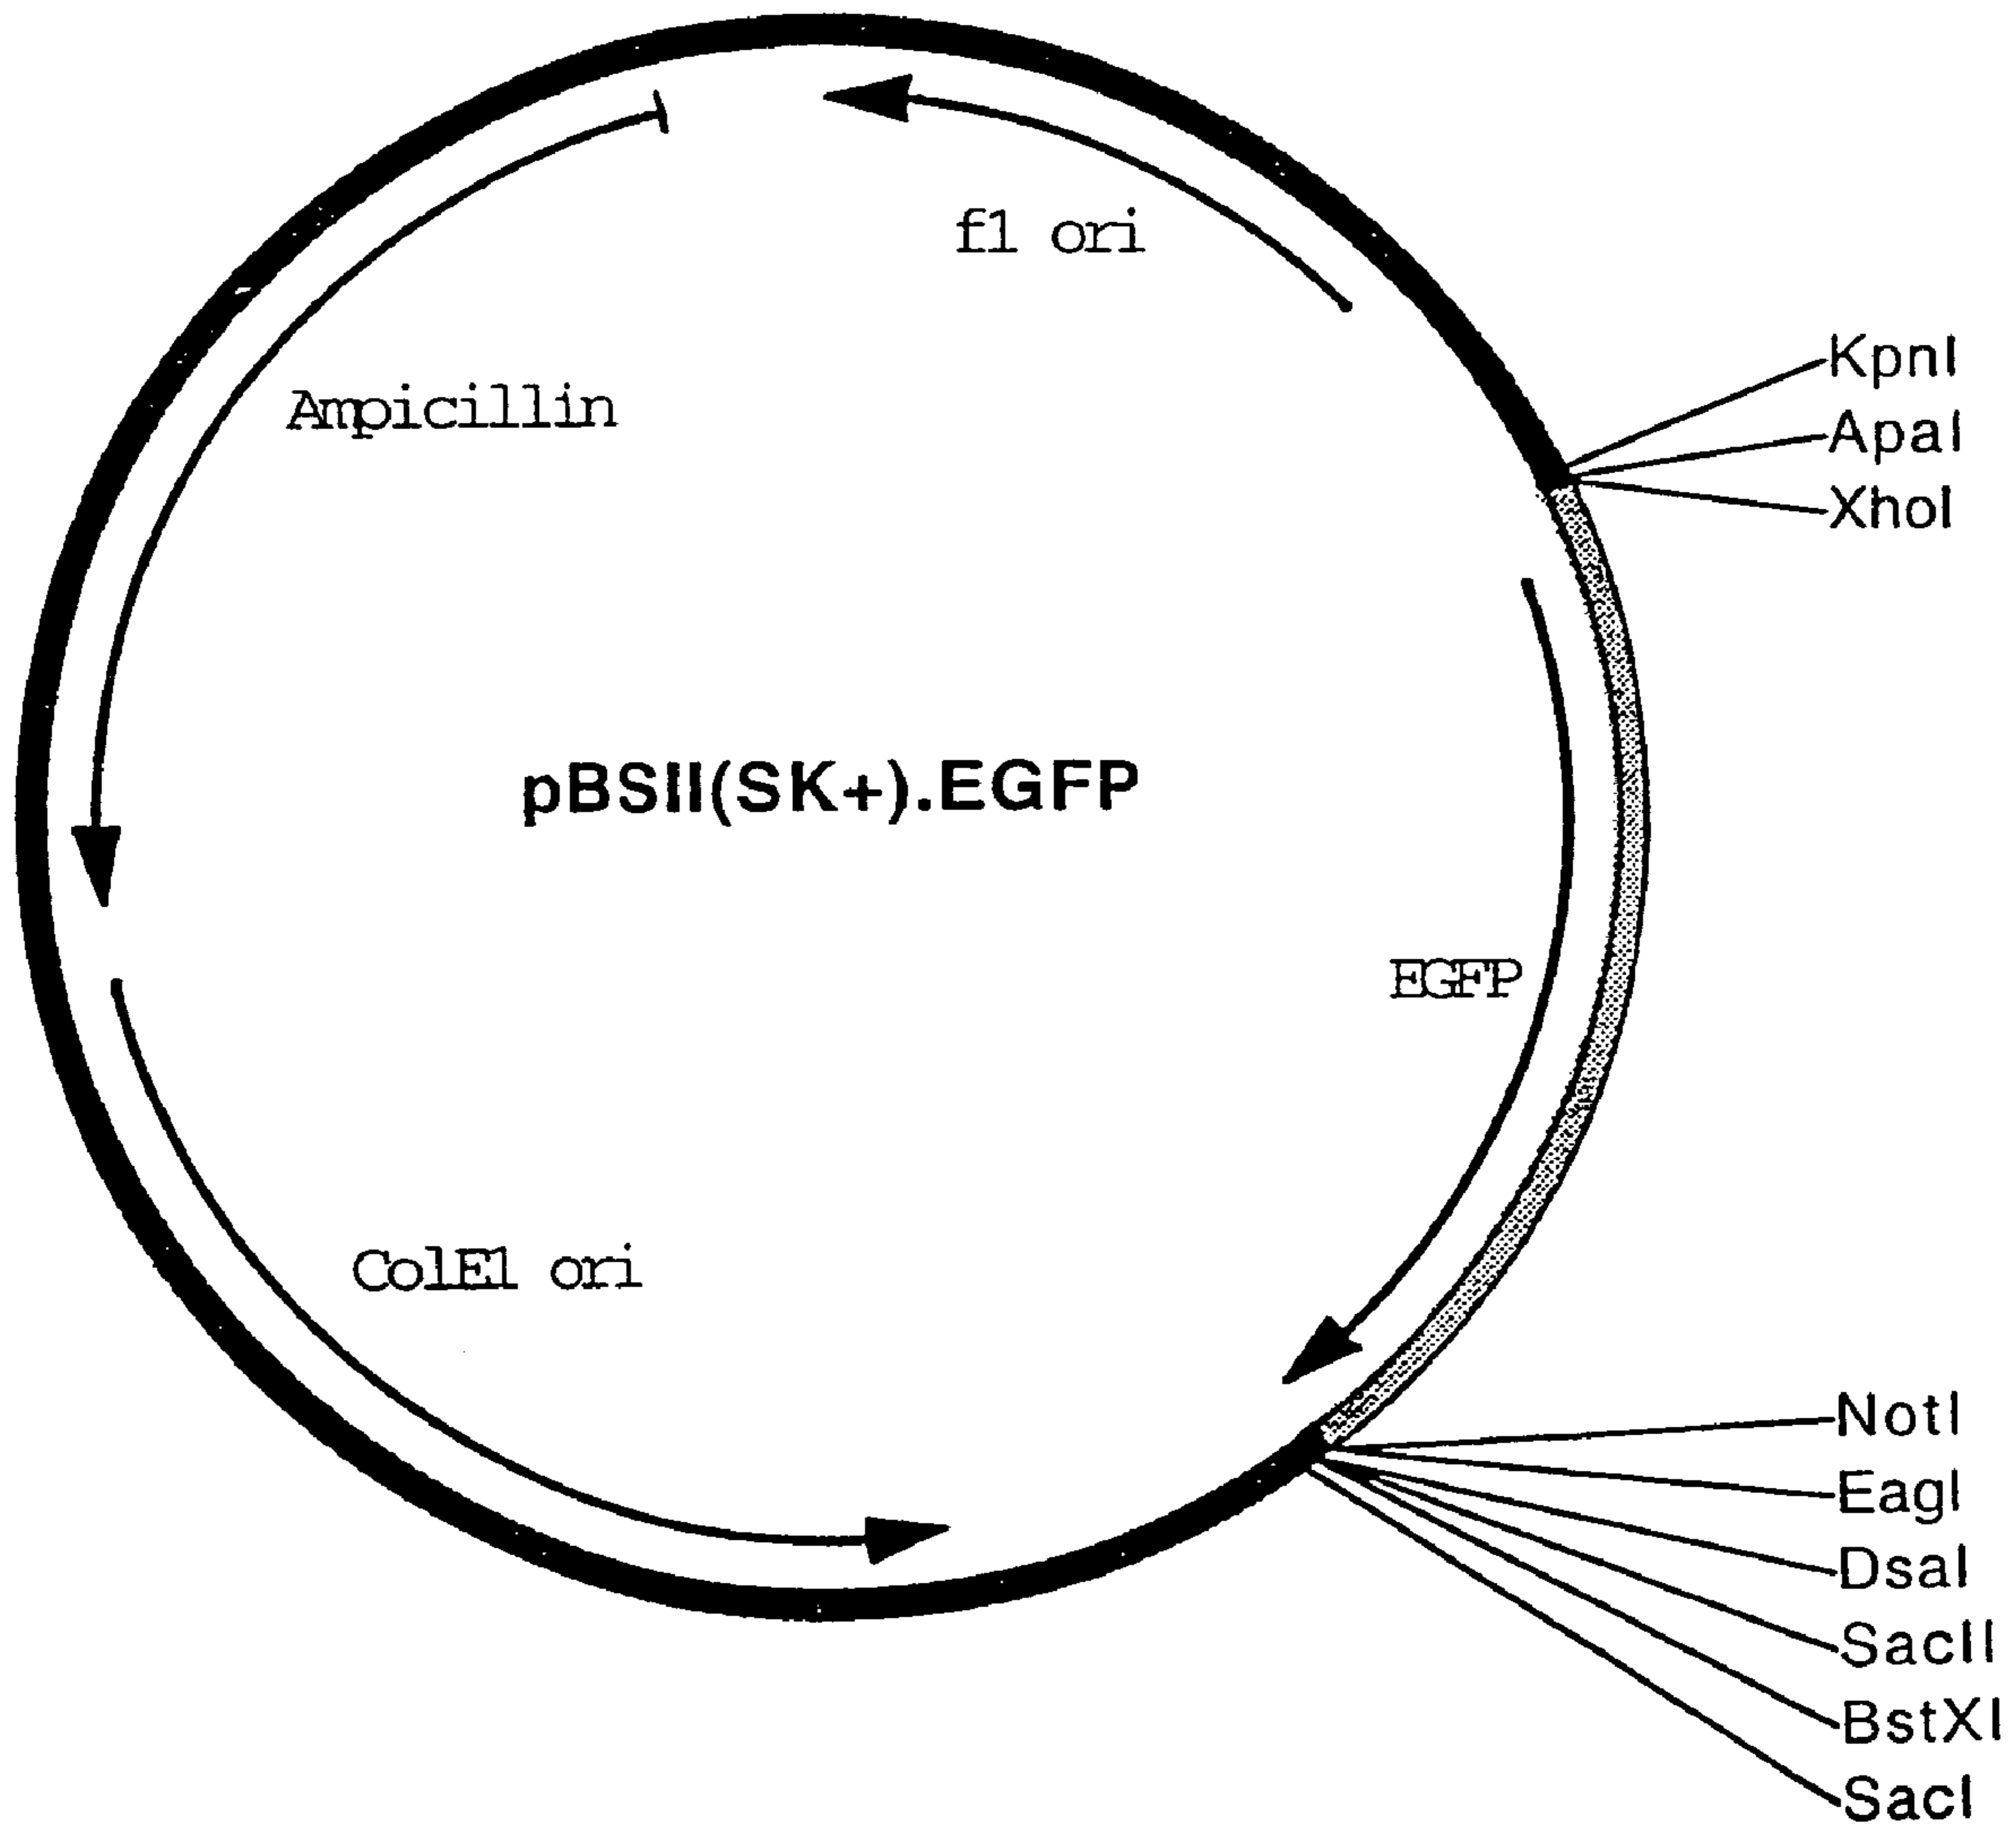 f1 ori
KpnI
ApaI
XhoI
Ampicillin
pBSII(SK+).EGFP
EGFP
ColE1 ori
NotI
EagI
DsaI
SacII
BstXI
SacI